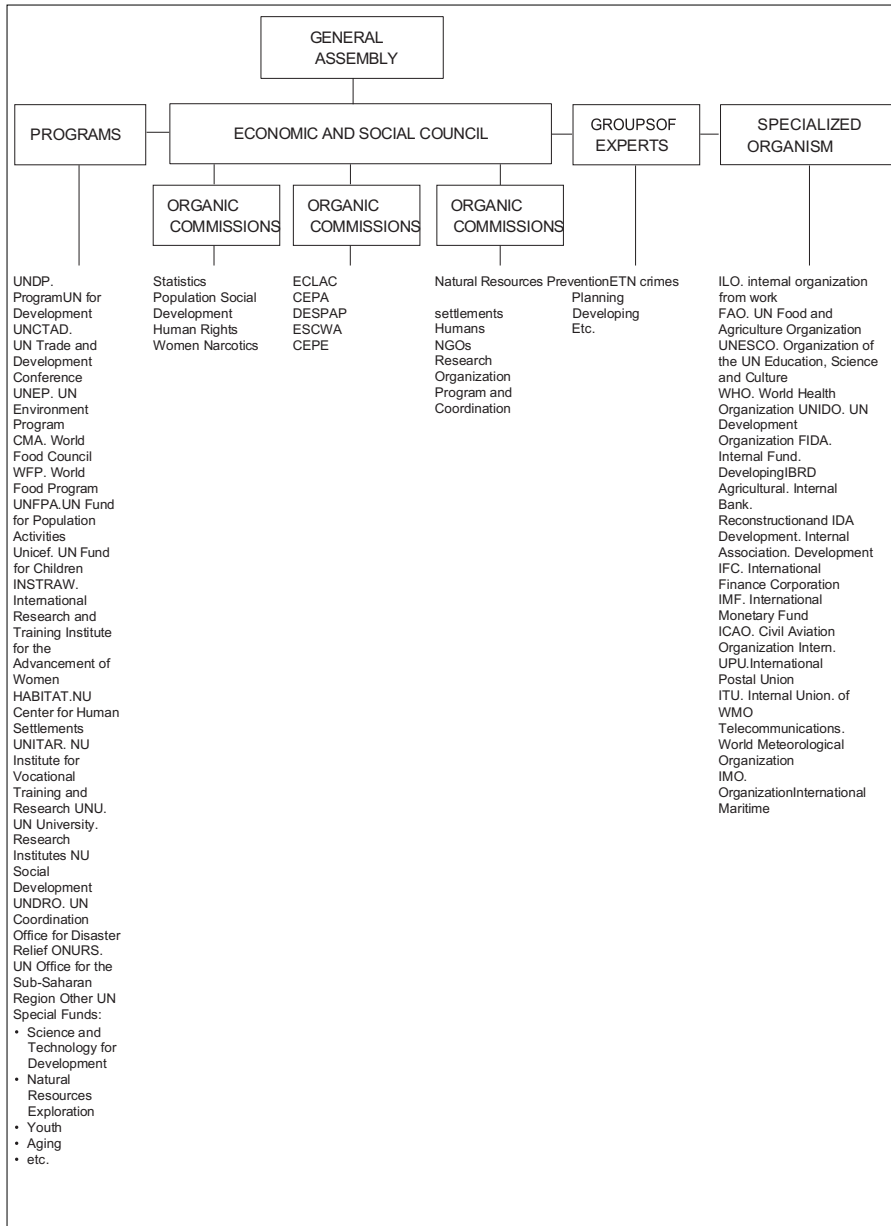 GENERAL
ASSEMBLY
PROGRAMS
ECONOMIC AND SOCIAL COUNCIL
GROUPSOF
EXPERTS
SPECIALIZED
ORGANISM
ORGANIC
COMMISSIONS
ORGANIC
COMMISSIONS
ORGANIC
COMMISSIONS
UNDP.
ProgramUN for
Development
UNCTAD.
UN Trade and
Development
Conference
UNEP. UN
Environment
Program
CMA. World
Food Council
WFP. World
Food Program
UNFPA.UN Fund
for Population
Activities
Unicef. UN Fund
for Children
INSTRAW.
International
Research and
Training Institute
for the
Advancement of
Women
HABITAT.NU
Center for Human
Settlements
UNITAR. NU
Institute for
Vocational
Training and
Research UNU.
UN University.
Research
Institutes NU
Social
Development
UNDRO. UN
Coordination
Office for Disaster
Relief ONURS.
UN Office for the
Sub-Saharan
Region Other UN
Special Funds:
• Science and
Technology for
Development
• Natural
Resources
Exploration
• Youth
• Aging
• etc.
Statistics
Population Social
Development
Human Rights
Women Narcotics
ECLAC
CEPA
DESPAP
ESCWA
CEPE
Natural Resources PreventionETN crimes
settlements
Humans
NGOs
Research
Organization
Program and
Coordination
Planning
Developing
Etc.
ILO. internal organization
from work
FAO. UN Food and
Agriculture Organization
UNESCO. Organization of
the UN Education, Science
and Culture
WHO. World Health
Organization UNIDO. UN
Development
Organization FIDA.
Internal Fund.
DevelopingIBRD
Agricultural. Internal
Bank.
Reconstructionand IDA
Development. Internal
Association. Development
IFC. International
Finance Corporation
IMF. International
Monetary Fund
ICAO. Civil Aviation
Organization Intern.
UPU.International
Postal Union
ITU. Internal Union. of
WMO
Telecommunications.
World Meteorological
Organization
IMO.
OrganizationInternational
Maritime